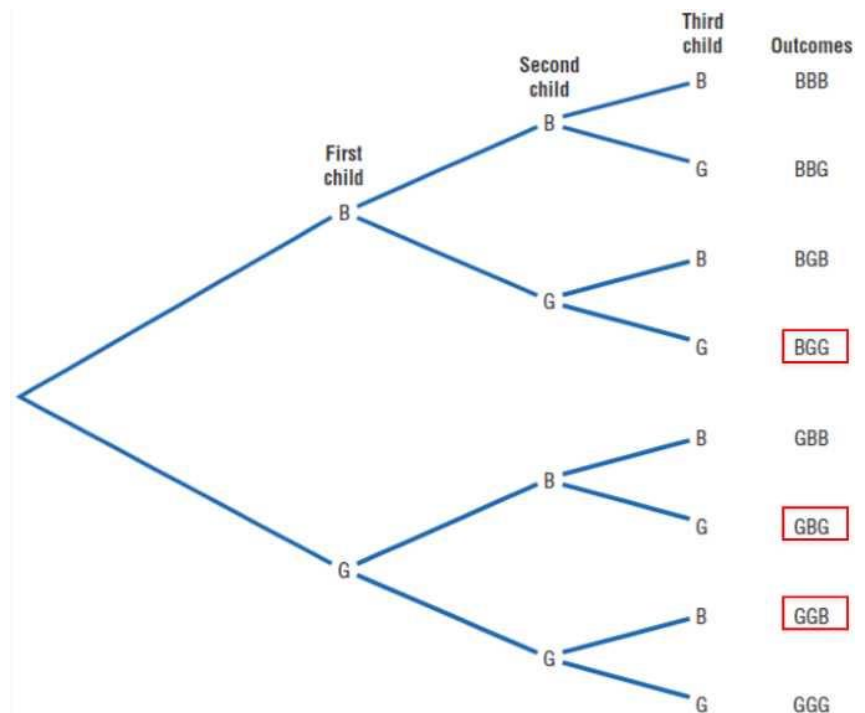 Third
child
Outcomes
Second
child
First
child
B
BBB
B
G
BBG
B
B
BGB
G
G
BGG
B
GBB
B
G
GBG
G
B
GGB
G
G
GGG